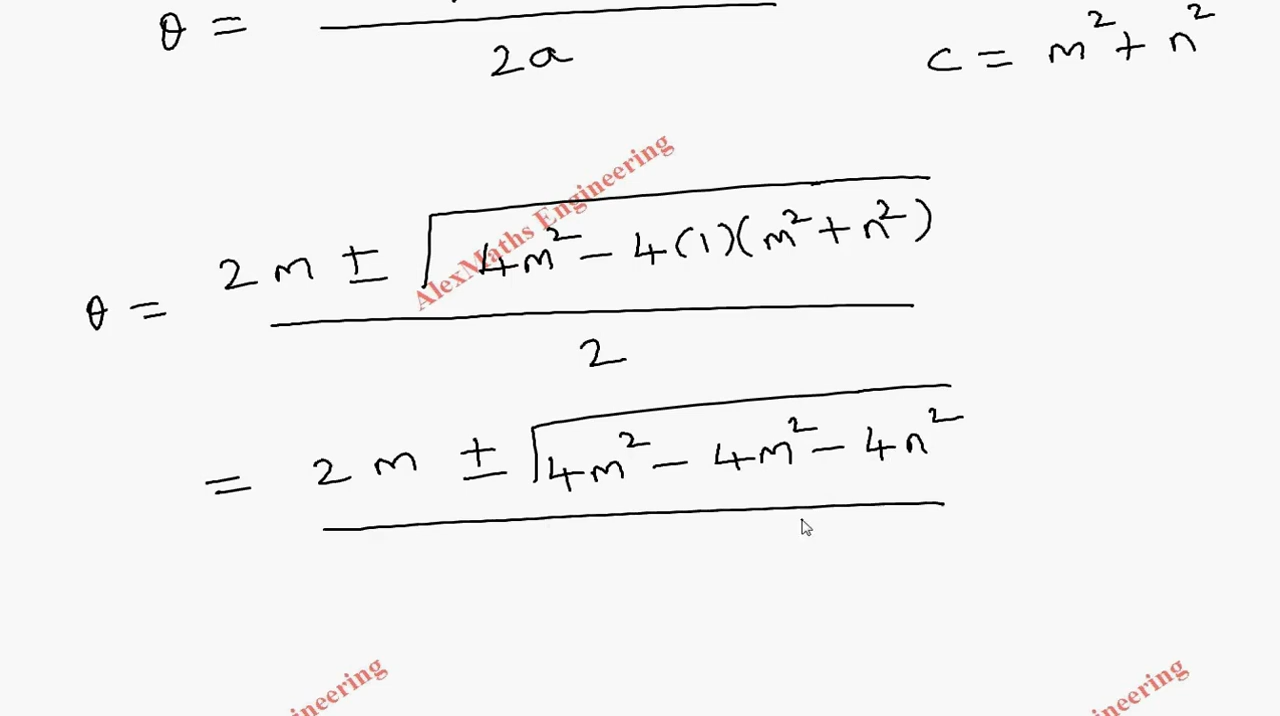 θ =
2a
c = m² + n²
AlexMaths Engineering
2m ± √4m² - 4(1)(m² + n²)
θ =
2
= 2m ± √4m² - 4m² - 4n²
ineering
ineering